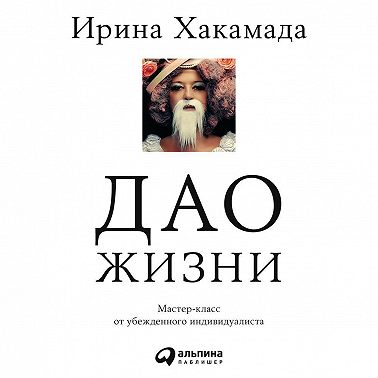 Ирина Хакамада
ДАО
ЖИЗНИ
Мастер-класс
от убежденного индивидуалиста
альпина
ПАБЛИШЕР